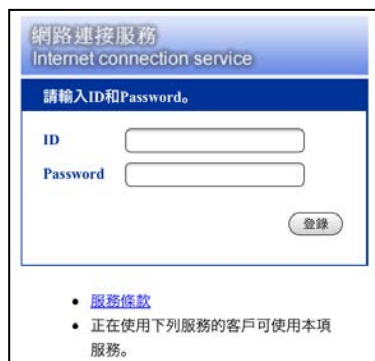 網路連接服務
Internet connection service
請輸入ID和Password。
ID
Password
登錄
服務條款
正在使用下列服務的客戶可使用本項
服務。